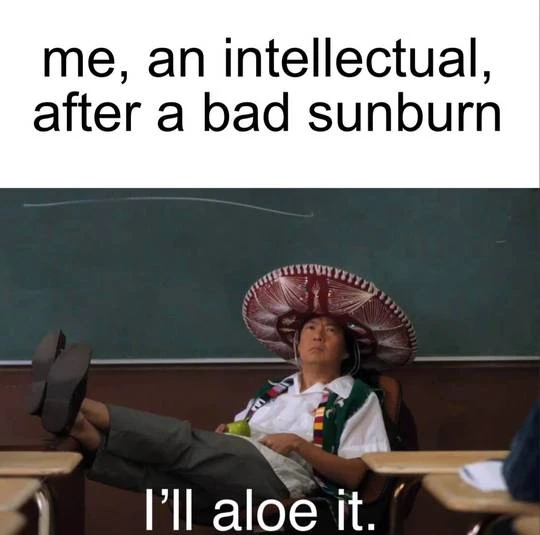 me, an intellectual,
after a bad sunburn
I'll aloe it.